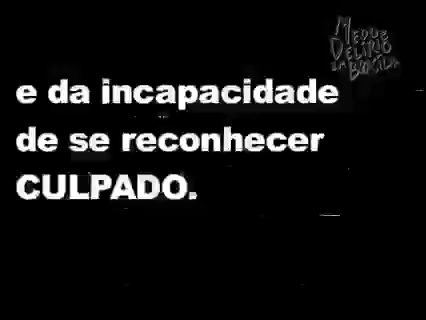 MEDO E
DELÍRIO
EM
BRASÍLIA
e da incapacidade
de se reconhecer
CULPADO.